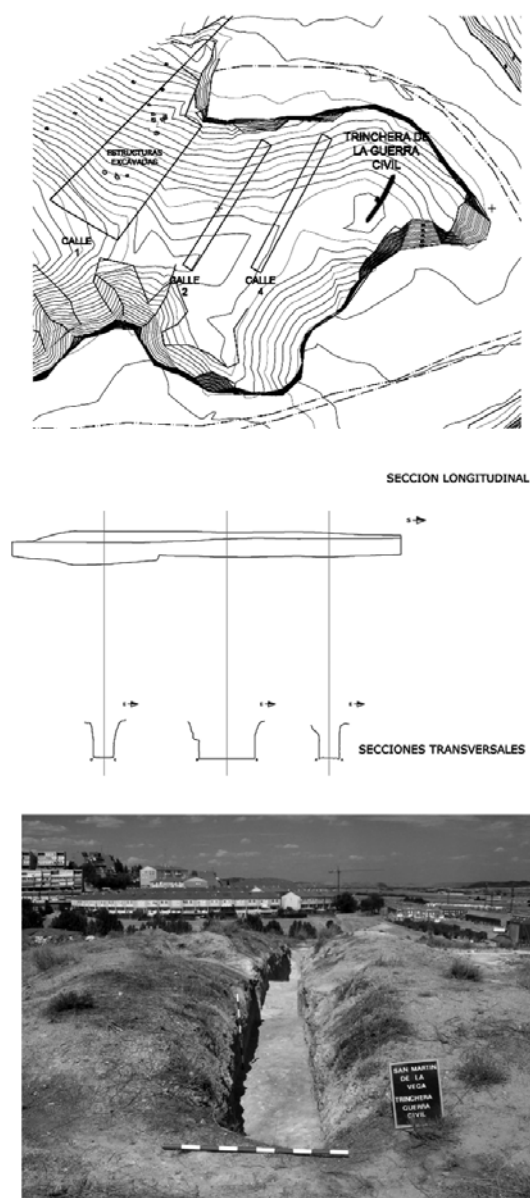 TRINCHERA DE
LA GUERRA
CIVIL
ESTRUCTURAS
EXCAVADAS
CALLE
1
CALLE
2
CALLE
4
SECCION LONGITUDINAL
S
E
E
E
SECCIONES TRANSVERSALES
SAN MARTIN
DE LA
VEGA
TRINCHERA
GUERRA
CIVIL